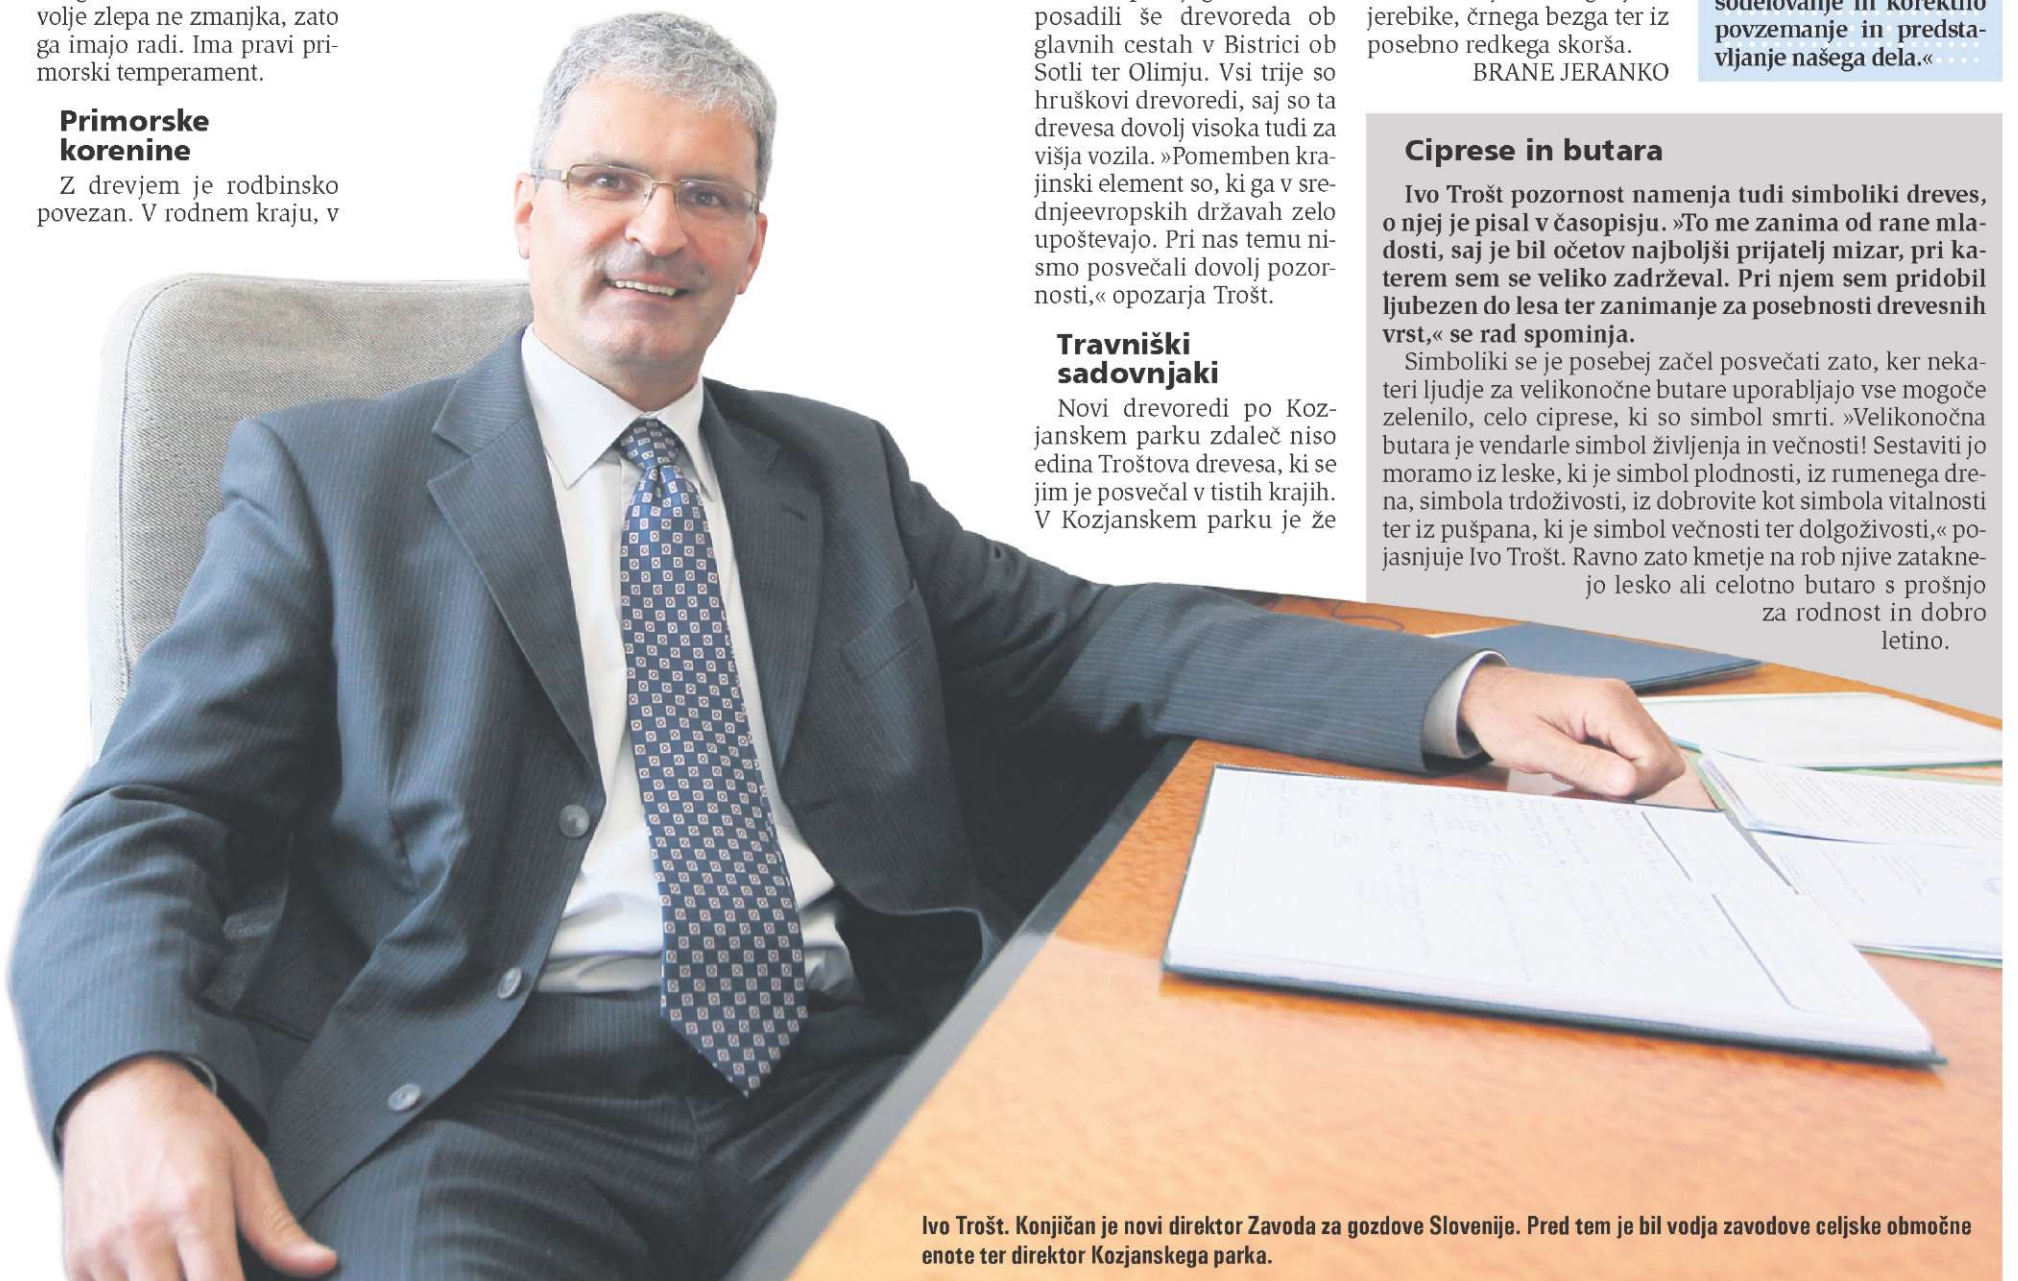 volje zlepa ne zmanjka, zato
ga imajo radi. Ima pravi pri-
morski temperament.
Primorske
korenine
Z drevjem je rodbinsko
povezan. V rodnem kraju, v
posadili še drevoreda ob
glavnih cestah v Bistrici ob
Sotli ter Olimju. Vsi trije so
hruškovi drevoredi, saj so ta
drevesa dovolj visoka tudi za
višja vozila. »Pomemben kra-
jinski element so, ki ga v sre-
dnjeevropskih državah zelo
upoštevajo. Pri nas temu ni-
smo posvečali dovolj pozor-
nosti,« opozarja Trošt.
Travniški
sadovnjaki
Novi drevoredi po Koz-
janskem parku zdaleč niso
edina Troštova drevesa, ki se
jim je posvečal v tistih krajih.
V Kozjanskem parku je že
jerebike, črnega bezga ter iz
posebno redkega skorša.
BRANE JERANKO
sodelovanje in korektno
povzemanje in predsta-
vljanje našega dela.«
Ciprese in butara
Ivo Trošt pozornost namenja tudi simboliki dreves,
o njej je pisal v časopisju. »To me zanima od rane mla-
dosti, saj je bil očetov najboljši prijatelj mizar, pri ka-
terem sem se veliko zadrževal. Pri njem sem pridobil
ljubezen do lesa ter zanimanje za posebnosti drevesnih
vrst,« se rad spominja.
Simboliki se je posebej začel posvečati zato, ker neka-
teri ljudje za velikonočne butare uporabljajo vse mogoče
zelenilo, celo ciprese, ki so simbol smrti. »Velikonočna
butara je vendarle simbol življenja in večnosti! Sestaviti jo
moramo iz leske, ki je simbol plodnosti, iz rumenega dre-
na, simbola trdoživosti, iz dobrovite kot simbola vitalnosti
ter iz pušpana, ki je simbol večnosti ter dolgoživosti,« po-
jasnjuje Ivo Trošt. Ravno zato kmetje na rob njive zatakne-
jo lesko ali celotno butaro s prošnjo
za rodnost in dobro
letino.
Ivo Trošt. Konjičan je novi direktor Zavoda za gozdove Slovenije. Pred tem je bil vodja zavodove celjske območne
enote ter direktor Kozjanskega parka.